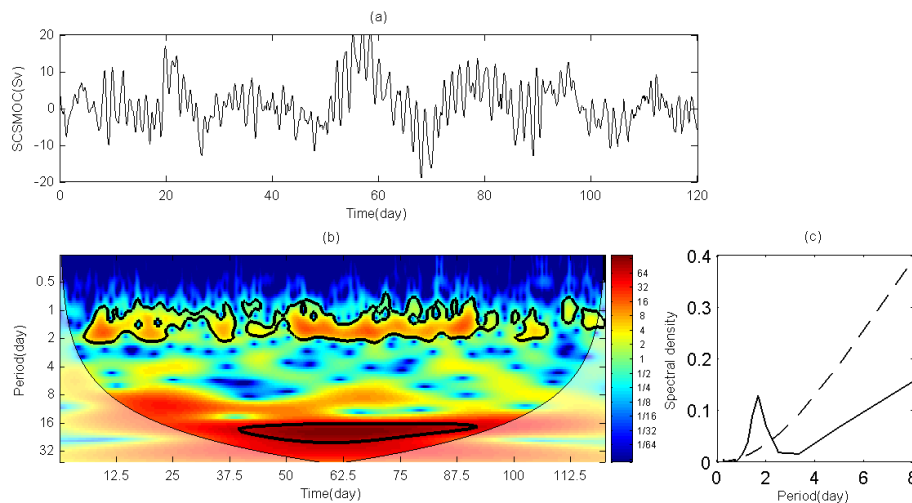 (a)
SCSMOC(Sv)
20
10
0
-10
-20
0 20 40 60 80 100 120
Time(day)
(b)
Period(day)
0.5
1
2
4
8
16
32
12.5 25 37.5 50 62.5 75 87.5 100 112.5
Time(day)
64
32
16
8
4
2
1
1/2
1/4
1/8
1/16
1/32
1/64
(c)
Spectral density
0.4
0.3
0.2
0.1
0
0 2 4 6 8
Period(day)